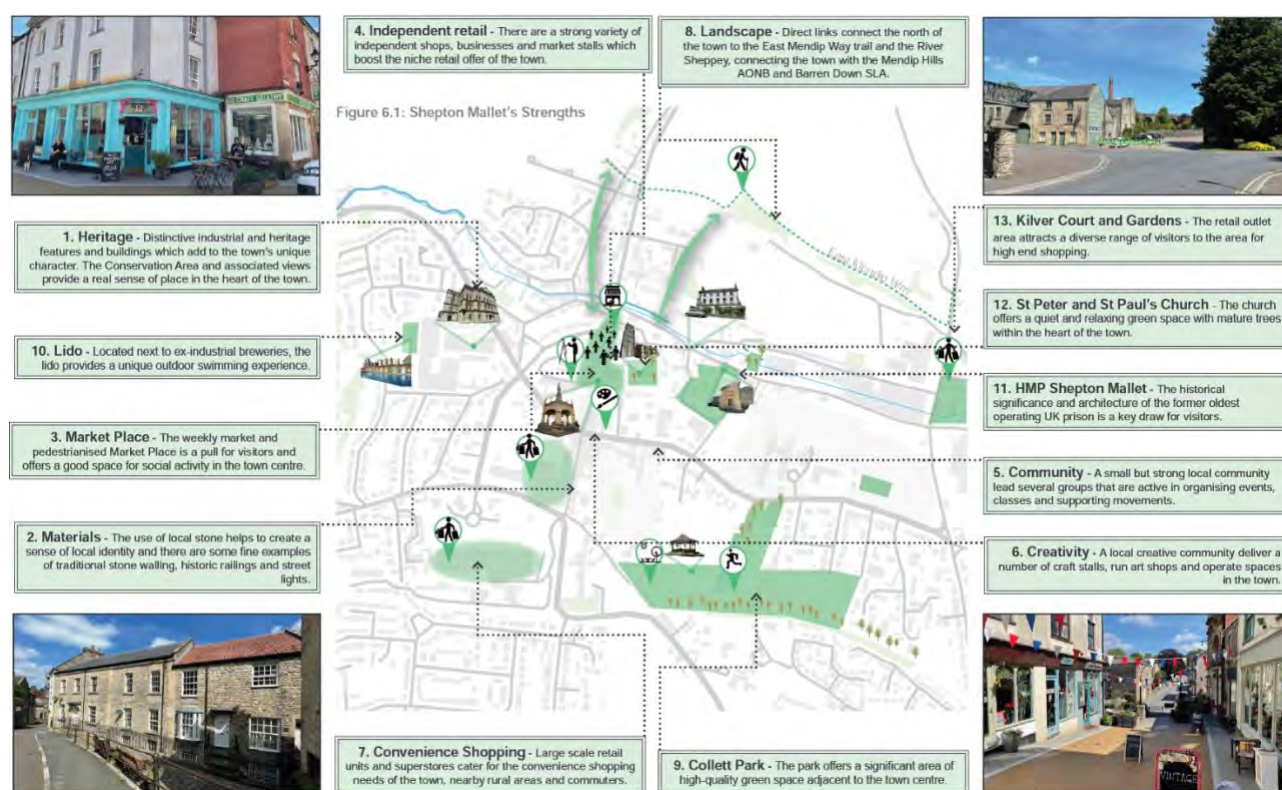 4. Independent retail - There are a strong variety of
independent shops, businesses and market stalls which
boost the niche retail offer of the town.
8. Landscape - Direct links connect the north of
the town to the East Mendip Way trail and the River
Sheppey, connecting the town with the Mendip Hills
AONB and Barren Down SLA.
Figure 6.1: Shepton Mallet's Strengths
1. Heritage - Distinctive industrial and heritage
features and buildings which add to the town's unique
character. The Conservation Area and associated views
provide a real sense of place in the heart of the town.
10. Lido - Located next to ex-industrial breweries, the
lido provides a unique outdoor swimming experience.
3. Market Place - The weekly market and
pedestrianised Market Place is a pull for visitors and
offers a good space for social activity in the town centre.
2. Materials - The use of local stone helps to create a
sense of local identity and there are some fine examples
of traditional stone walling, historic railings and street
lights.
East Mendip Way
13. Kilver Court and Gardens - The retail outlet
area attracts a diverse range of visitors to the area for
high end shopping.
12. St Peter and St Paul's Church - The church
offers a quiet and relaxing green space with mature trees
within the heart of the town.
11. HMP Shepton Mallet - The historical
significance and architecture of the former oldest
operating UK prison is a key draw for visitors.
5. Community - A small but strong local community
lead several groups that are active in organising events,
classes and supporting movements.
6. Creativity - A local creative community deliver a
number of craft stalls, run art shops and operate spaces
in the town.
7. Convenience Shopping - Large scale retail
units and superstores cater for the convenience shopping
needs of the town, nearby rural areas and commuters.
9. Collett Park - The park offers a significant area of
high-quality green space adjacent to the town centre.
VINTAGE